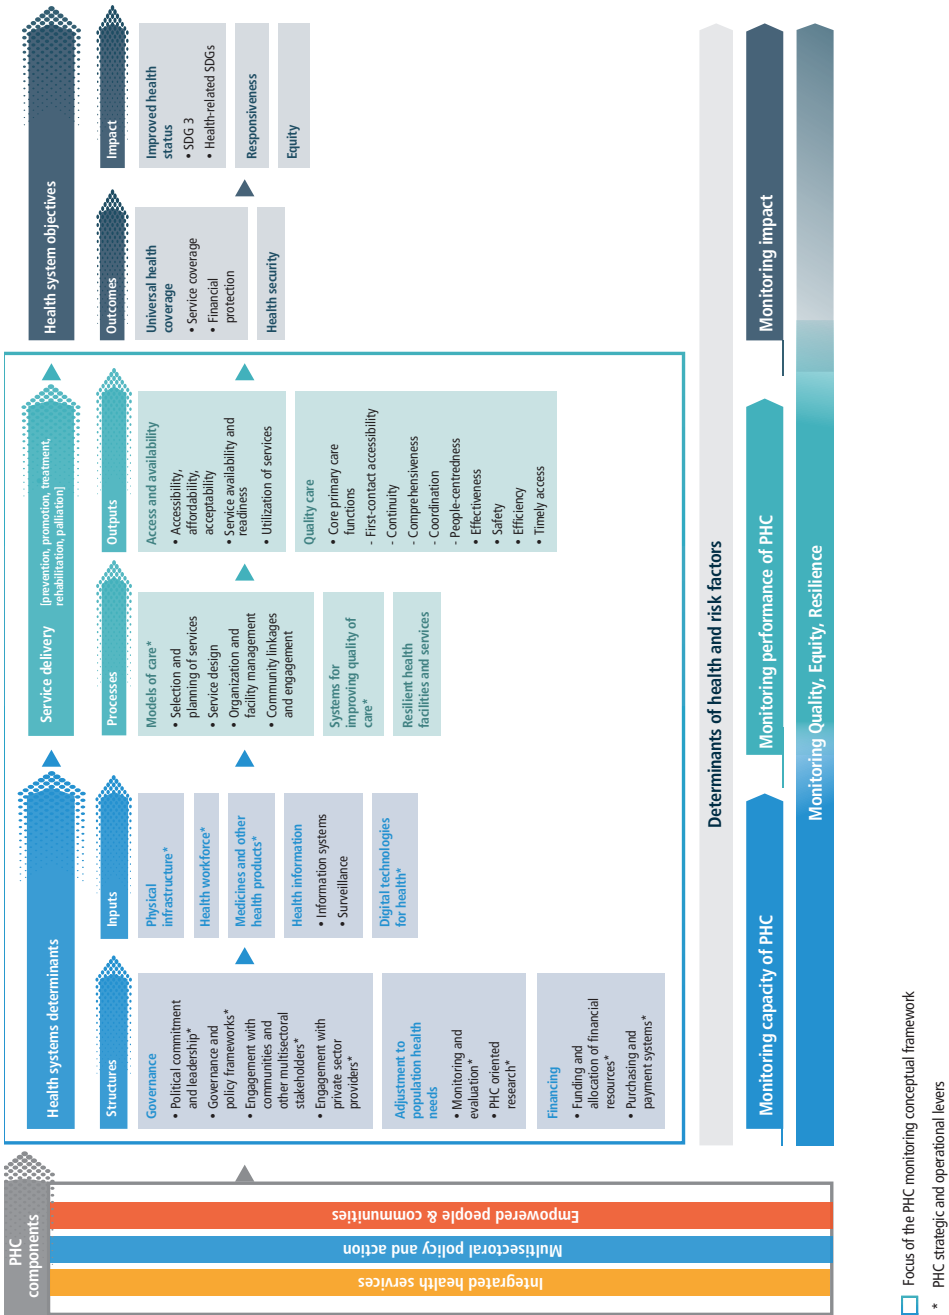 PHC
components
Integrated health services
Multisectoral policy and action
Empowered people & communities
Health systems determinants
Structures
Governance
• Political commitment
and leadership*
• Governance and
policy frameworks*
• Engagement with
communities and
other multisectoral
stakeholders*
• Engagement with
private sector
providers*
Adjustment to
population health
needs
• Monitoring and
evaluation*
• PHC oriented
research*
Financing
• Funding and
allocation of financial
resources*
• Purchasing and
payment systems*
Inputs
Physical
infrastructure*
Health workforce*
Medicines and other
health products*
Health information
• Information systems
• Surveillance
Digital technologies
for health*
Service delivery
[prevention, promotion, treatment,
rehabilitation, palliation]
Processes
Models of care*
• Selection and
planning of services
• Service design
• Organization and
facility management
• Community linkages
and engagement
Systems for
improving quality of
care*
Resilient health
facilities and services
Outputs
Access and availability
• Accessibility,
affordability,
acceptability
• Service availability and
readiness
• Utilization of services
Quality care
• Core primary care
functions
- First-contact accessibility
- Continuity
- Comprehensiveness
- Coordination
- People-centredness
• Effectiveness
• Safety
• Efficiency
• Timely access
Health system objectives
Outcomes
Universal health
coverage
• Service coverage
• Financial
protection
Health security
Impact
Improved health
status
• SDG 3
• Health-related SDGs
Responsiveness
Equity
Determinants of health and risk factors
Monitoring capacity of PHC
Monitoring performance of PHC
Monitoring impact
Monitoring Quality, Equity, Resilience
Focus of the PHC monitoring conceptual framework
* PHC strategic and operational levers